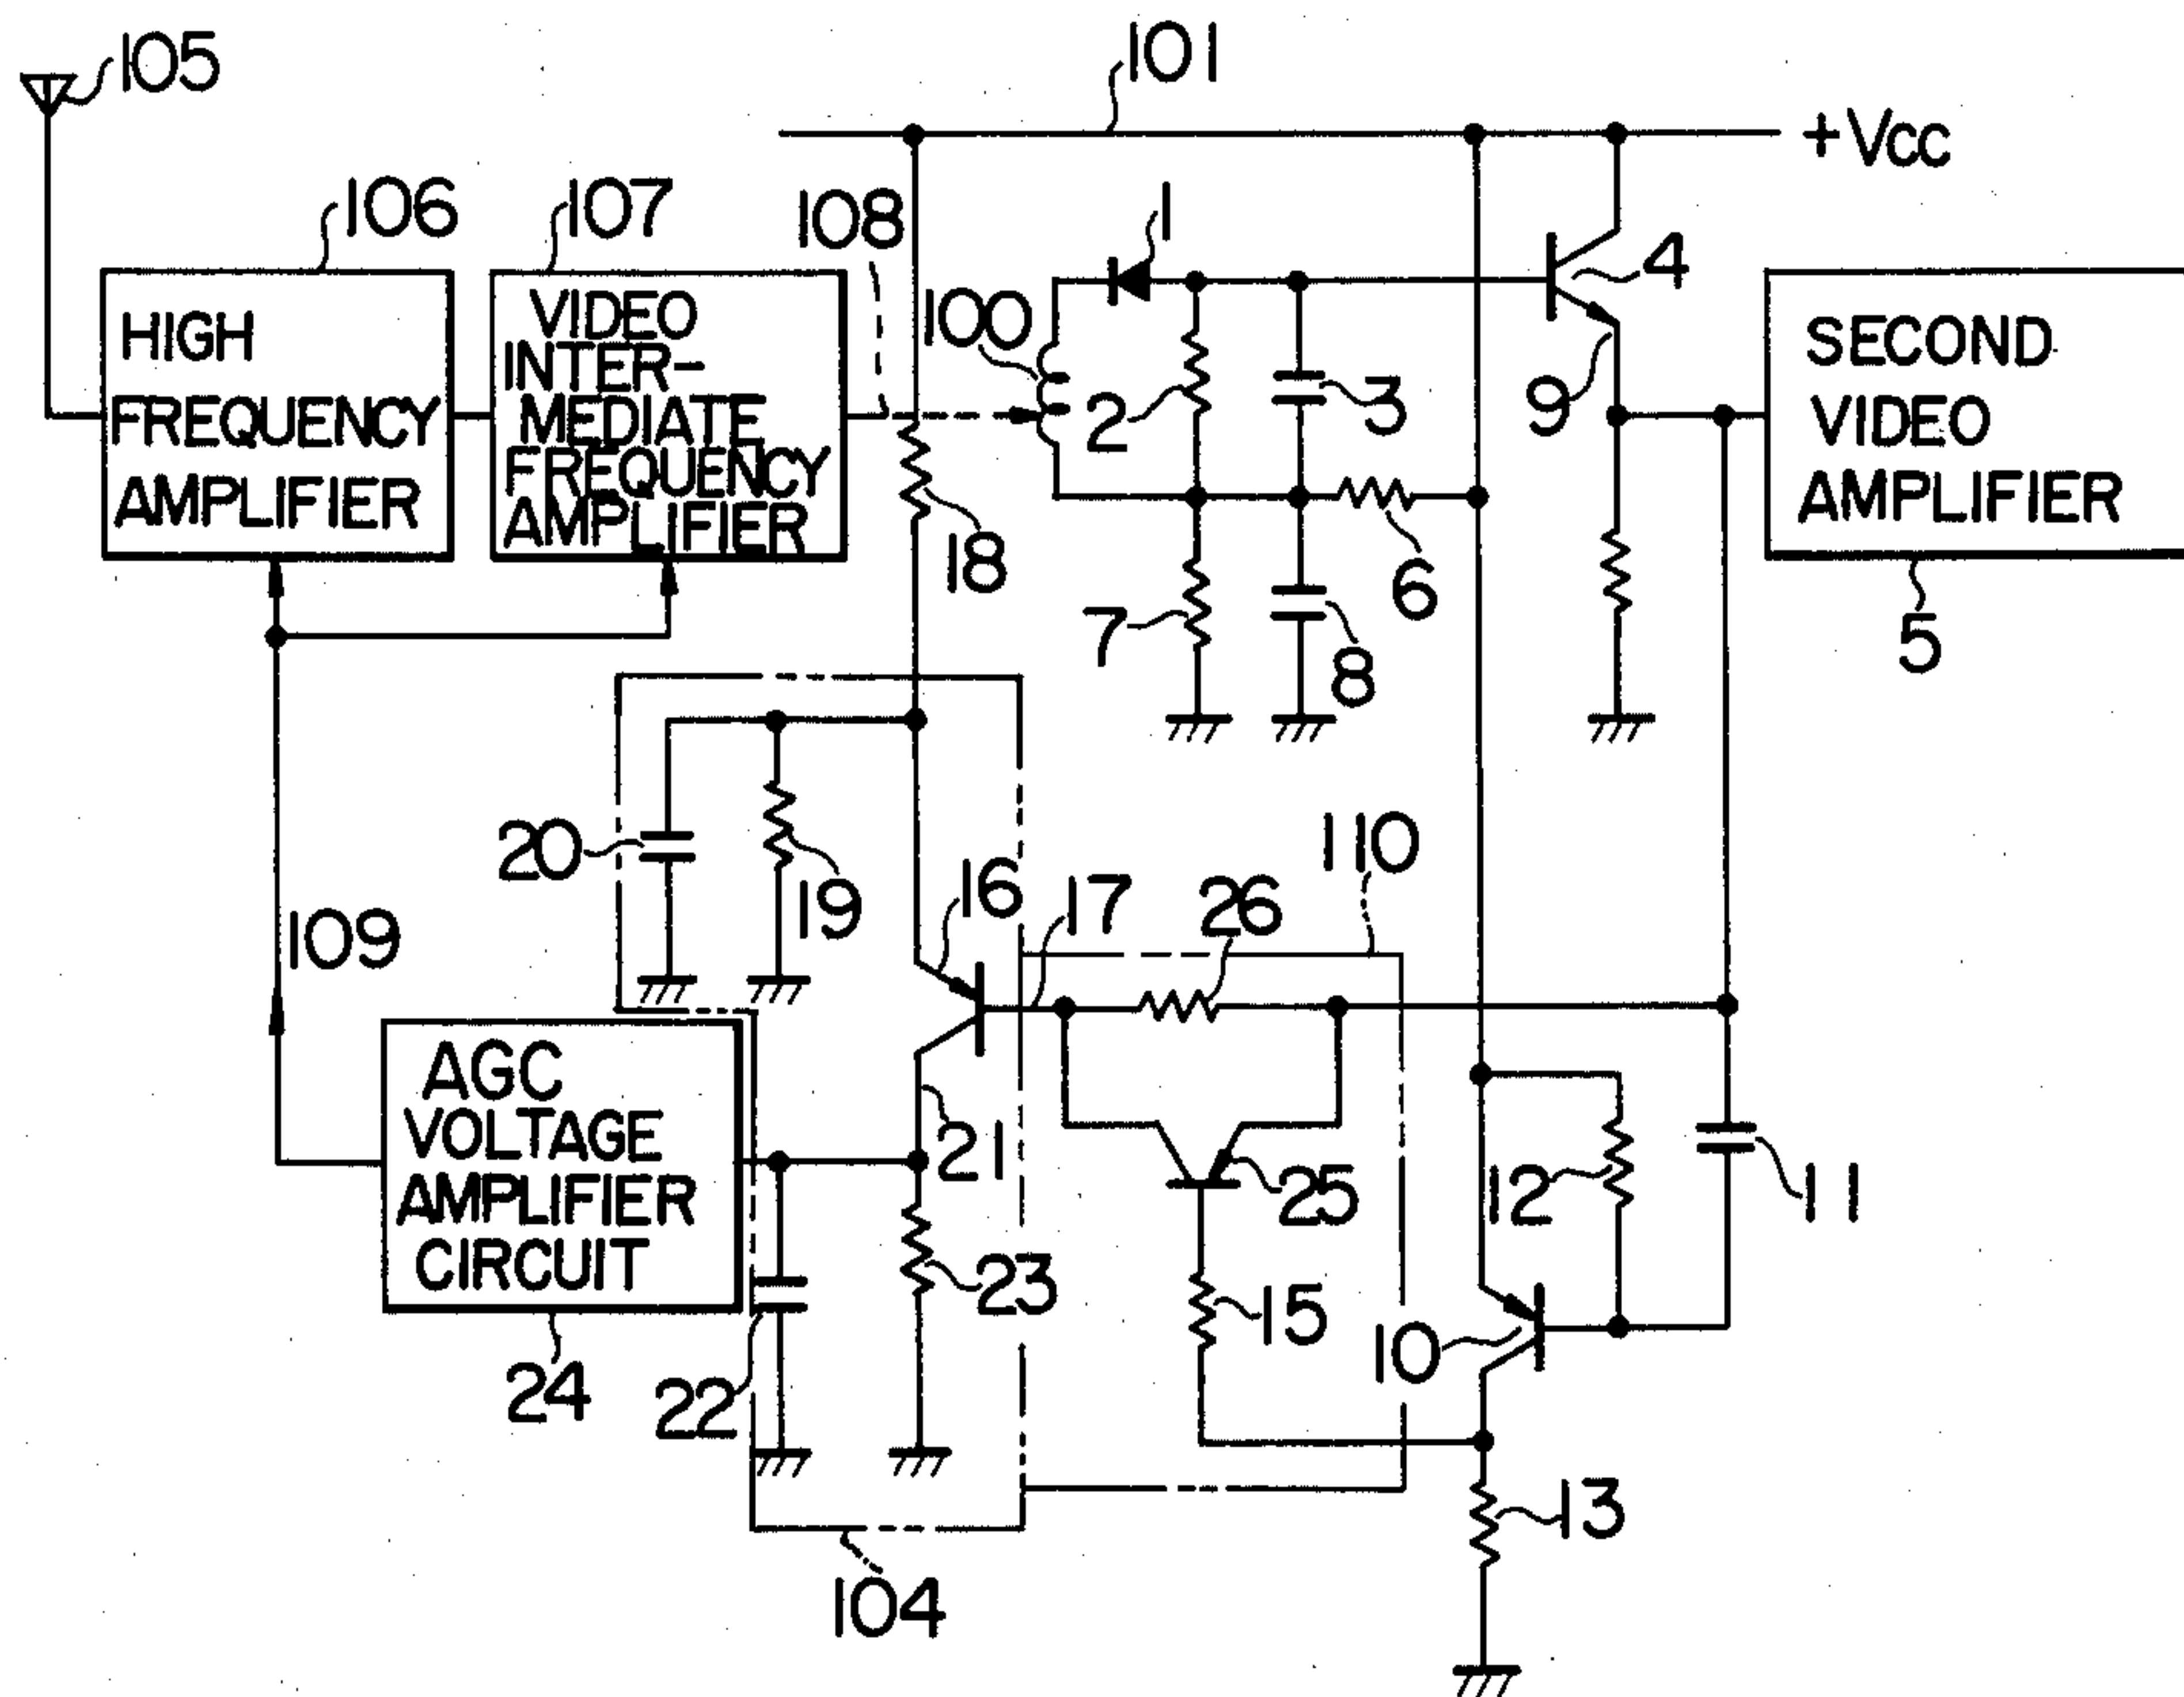 105
101
+Vcc
106
107
108
1
4
100
HIGH
FREQUENCY
AMPLIFIER
VIDEO
INTER-
MEDIATE
FREQUENCY
AMPLIFIER
2
3
9
SECOND
VIDEO
AMPLIFIER
18
6
7
8
5
20
19
16
17
26
110
109
AGC
VOLTAGE
AMPLIFIER
CIRCUIT
21
25
12
11
23
15
10
24
22
13
104